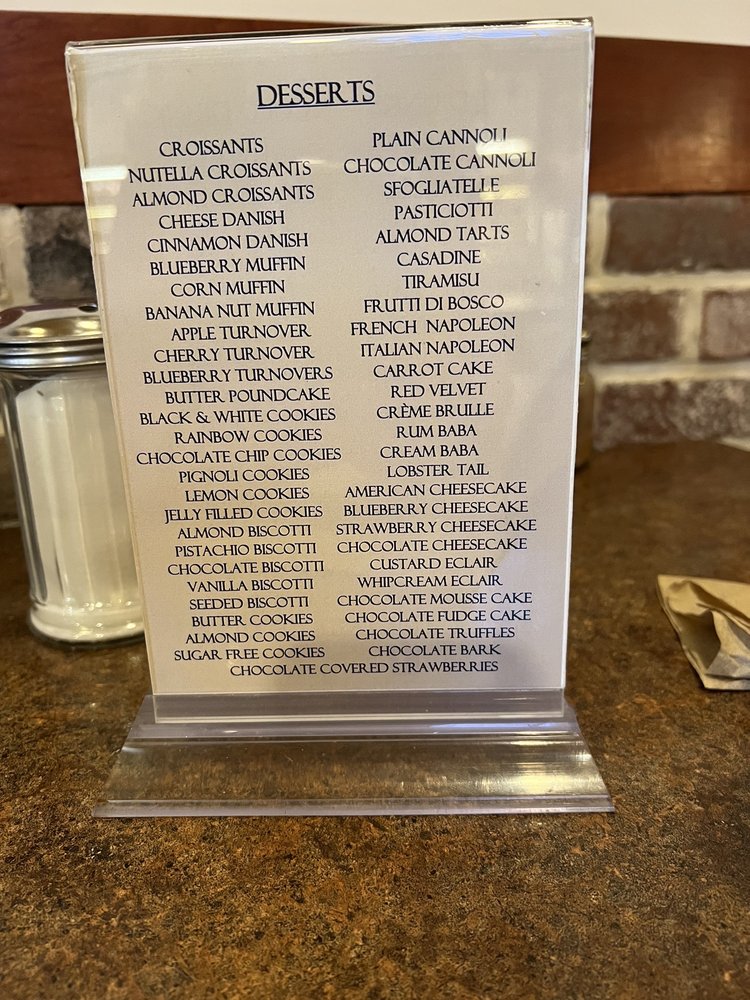 DESSERTS
CROISSANTS
NUTELLA CROISSANTS
ALMOND CROISSANTS
CHEESE DANISH
CINNAMON DANISH
BLUEBERRY MUFFIN
CORN MUFFIN
BANANA NUT MUFFIN
APPLE TURNOVER
CHERRY TURNOVER
BLUEBERRY TURNOVERS
BUTTER POUNDCAKE
BLACK & WHITE COOKIES
RAINBOW COOKIES
CHOCOLATE CHIP COOKIES
PIGNOLI COOKIES
LEMON COOKIES
JELLY FILLED COOKIES
ALMOND BISCOTTI
PISTACHIO BISCOTTI
CHOCOLATE BISCOTTI
VANILLA BISCOTTI
SEEDED BISCOTTI
BUTTER COOKIES
ALMOND COOKIES
SUGAR FREE COOKIES
PLAIN CANNOLI
CHOCOLATE CANNOLI
SFOGLIATELLE
PASTICIOTTI
ALMOND TARTS
CASADINE
TIRAMISU
FRUTTI DI BOSCO
FRENCH NAPOLEON
ITALIAN NAPOLEON
CARROT CAKE
RED VELVET
CRÈME BRULLE
RUM BABA
CREAM BABA
LOBSTER TAIL
AMERICAN CHEESECAKE
BLUEBERRY CHEESECAKE
STRAWBERRY CHEESECAKE
CHOCOLATE CHEESECAKE
CUSTARD ECLAIR
WHIPCREAM ECLAIR
CHOCOLATE MOUSSE CAKE
CHOCOLATE FUDGE CAKE
CHOCOLATE TRUFFLES
CHOCOLATE BARK
CHOCOLATE COVERED STRAWBERRIES